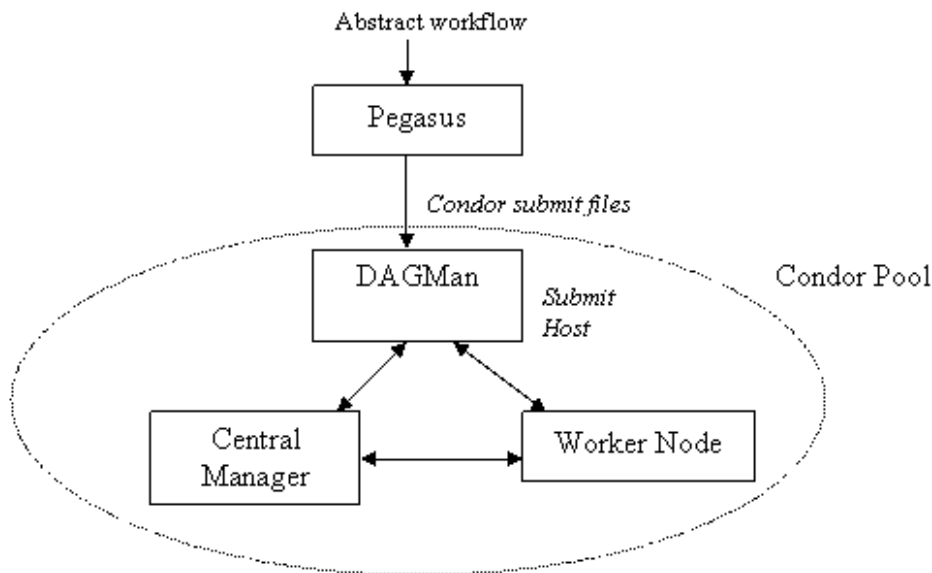 Abstract workflow
Pegasus
Condor submit files
DAGMan
Condor Pool
Submit
Host
Central
Manager
Worker Node